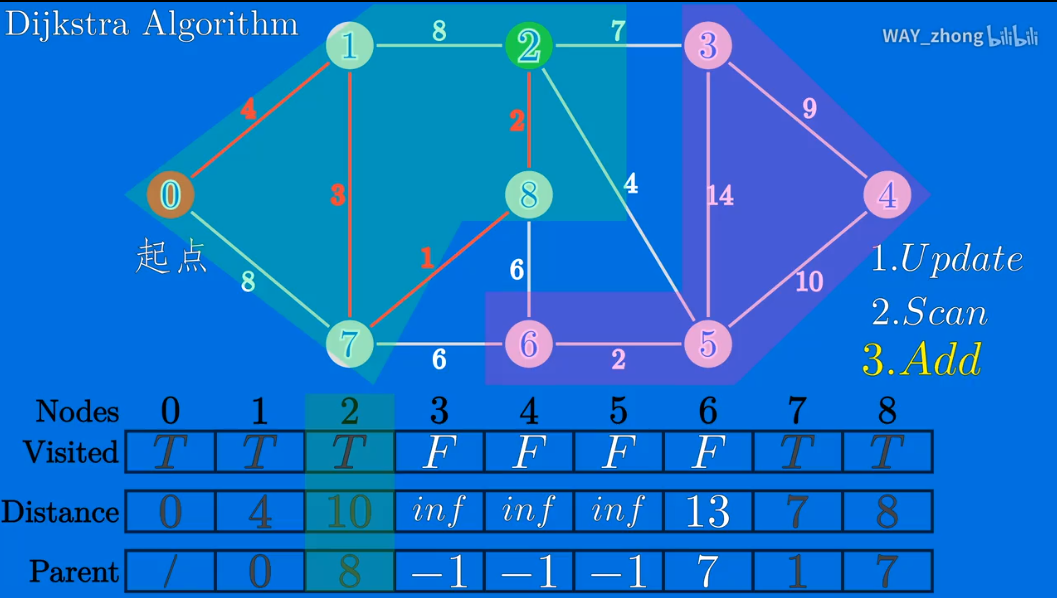 Dijkstra Algorithm
WAY_zhong bilibili
1
8
2
7
3
4
2
9
0
3
8
4
14
4
起点
8
1
6
10
1.Update
2.Scan
7
6
6
2
5
3.Add
Nodes 0 1 2 3 4 5 6 7 8
Visited T T T F F F F T T
Distance 0 4 10 inf inf inf 13 7 8
Parent / 0 8 -1 -1 -1 7 1 7